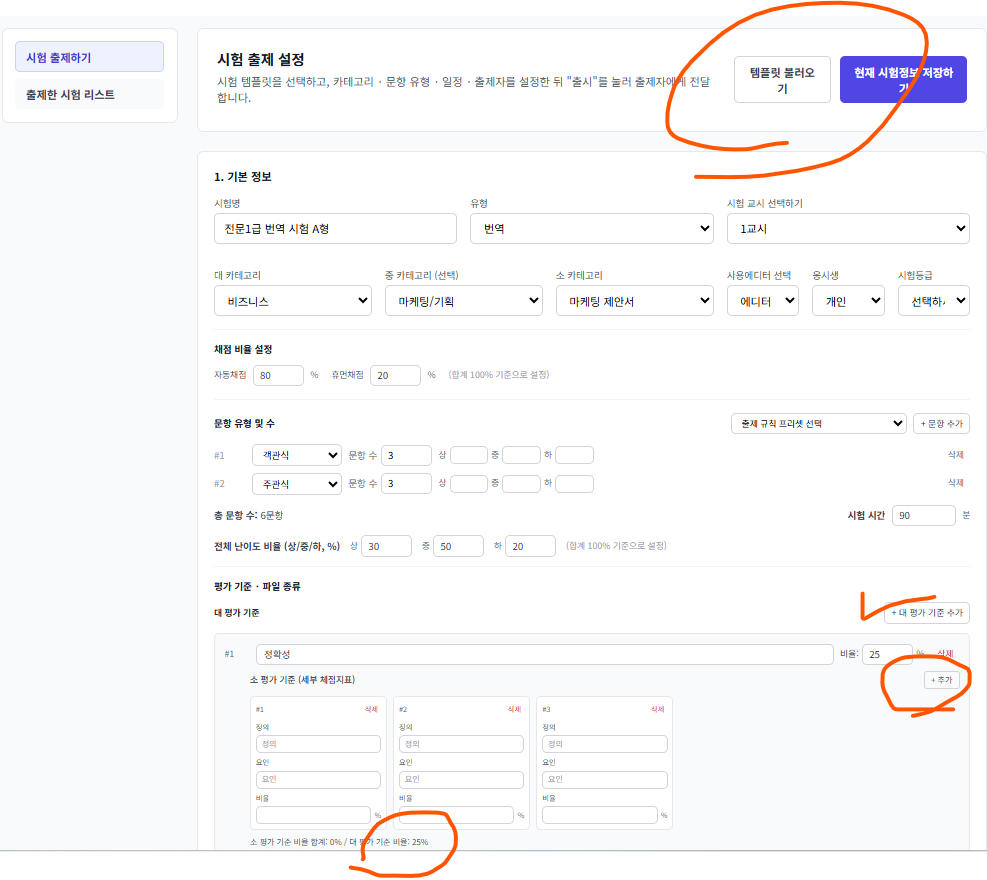 시험 출제하기
출제한 시험 리스트
시험 출제 설정
시험 템플릿을 선택하고, 카테고리 · 문항 유형 · 일정 · 출제자를 설정한 뒤 "출시"를 눌러 출제자에게 전달
합니다.
템플릿 불러오
기
현재 시험정보 저장하
기
1. 기본 정보
시험명 유형 시험 교시 선택하기
전문1급 번역 시험 A형 번역 1교시
대 카테고리 중 카테고리 (선택) 소 카테고리 사용에디터 선택 응시생 시험등급
비즈니스 마케팅/기획 마케팅 제안서 에디터 개인 선택하
채점 비율 설정
자동채점 80 % 휴먼채점 20 % (합계 100% 기준으로 설정)
문항 유형 및 수 출제 규칙 프리셋 선택 + 문항 추가
#1 객관식 문항 수 3 상 중 하 삭제
#2 주관식 문항 수 3 상 중 하 삭제
총 문항 수: 6문항 시험 시간 90 분
전체 난이도 비율 (상/중/하, %) 상 30 중 50 하 20 (합계 100% 기준으로 설정)
평가 기준 · 파일 종류
대 평가 기준 + 대 평가 기준 추가
#1 정확성 비율: 25 % 삭제
소 평가 기준 (세부 채점지표) + 추가
#1 삭제 #2 삭제 #3 삭제
정의 정의 정의
정의 정의 정의
요인 요인 요인
요인 요인 요인
비율 비율 비율
% % %
소 평가 기준 비율 합계: 0% / 대 평가 기준 비율: 25%